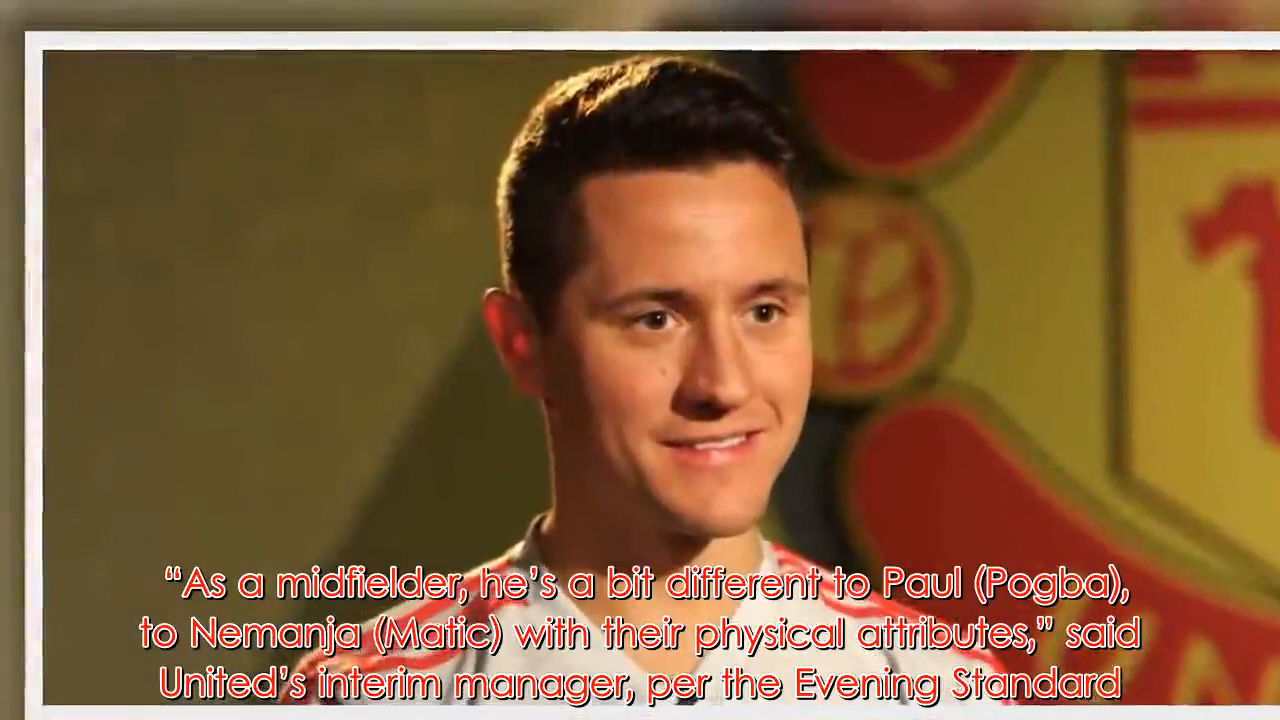 “As a midfielder, he’s a bit different to Paul (Pogba),
to Nemanja (Matic) with their physical attributes,” said
United’s interim manager, per the Evening Standard